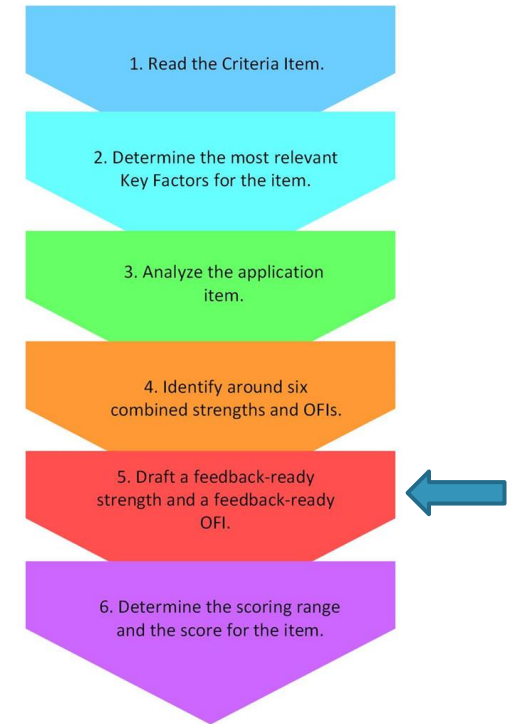 1. Read the Criteria Item.
2. Determine the most relevant
Key Factors for the item.
3. Analyze the application
item.
4. Identify around six
combined strengths and OFIs.
5. Draft a feedback-ready
strength and a feedback-ready
OFI.
6. Determine the scoring range
and the score for the item.